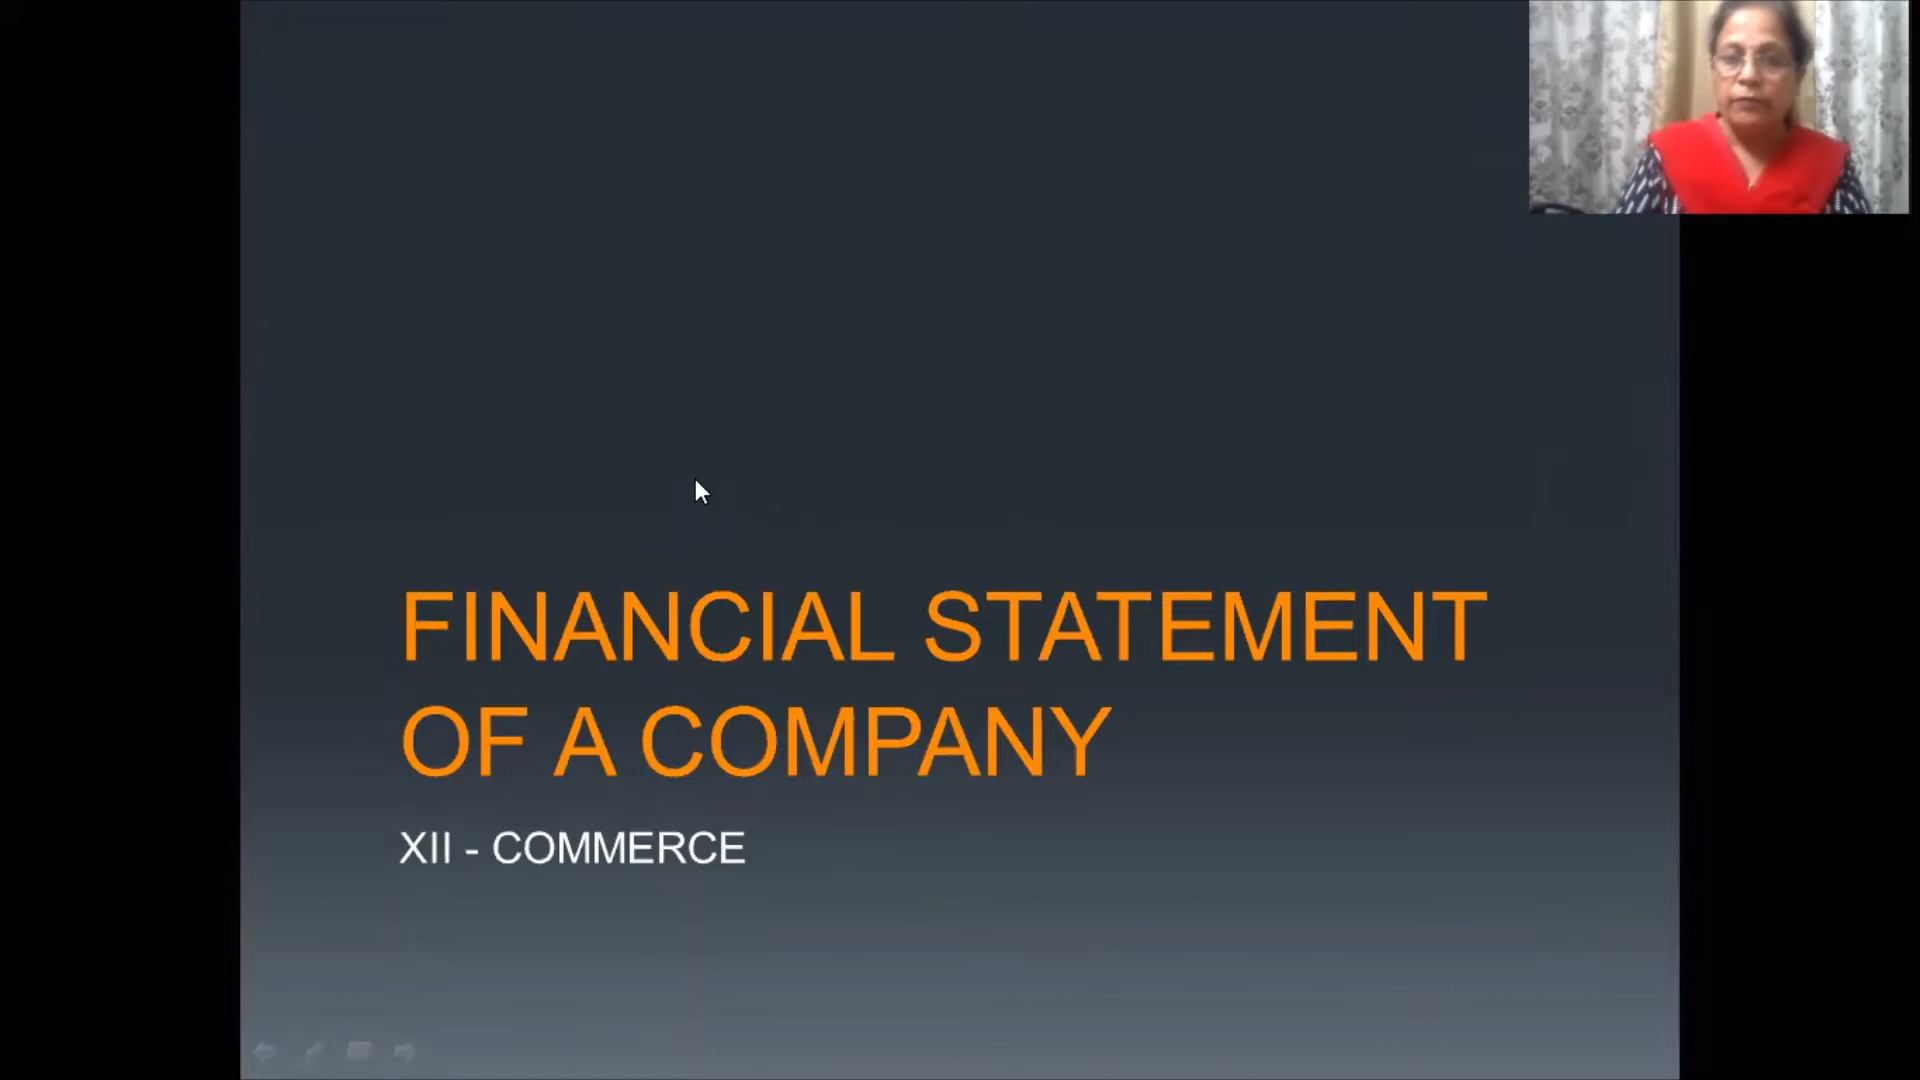 FINANCIAL STATEMENT
OF A COMPANY
XII - COMMERCE